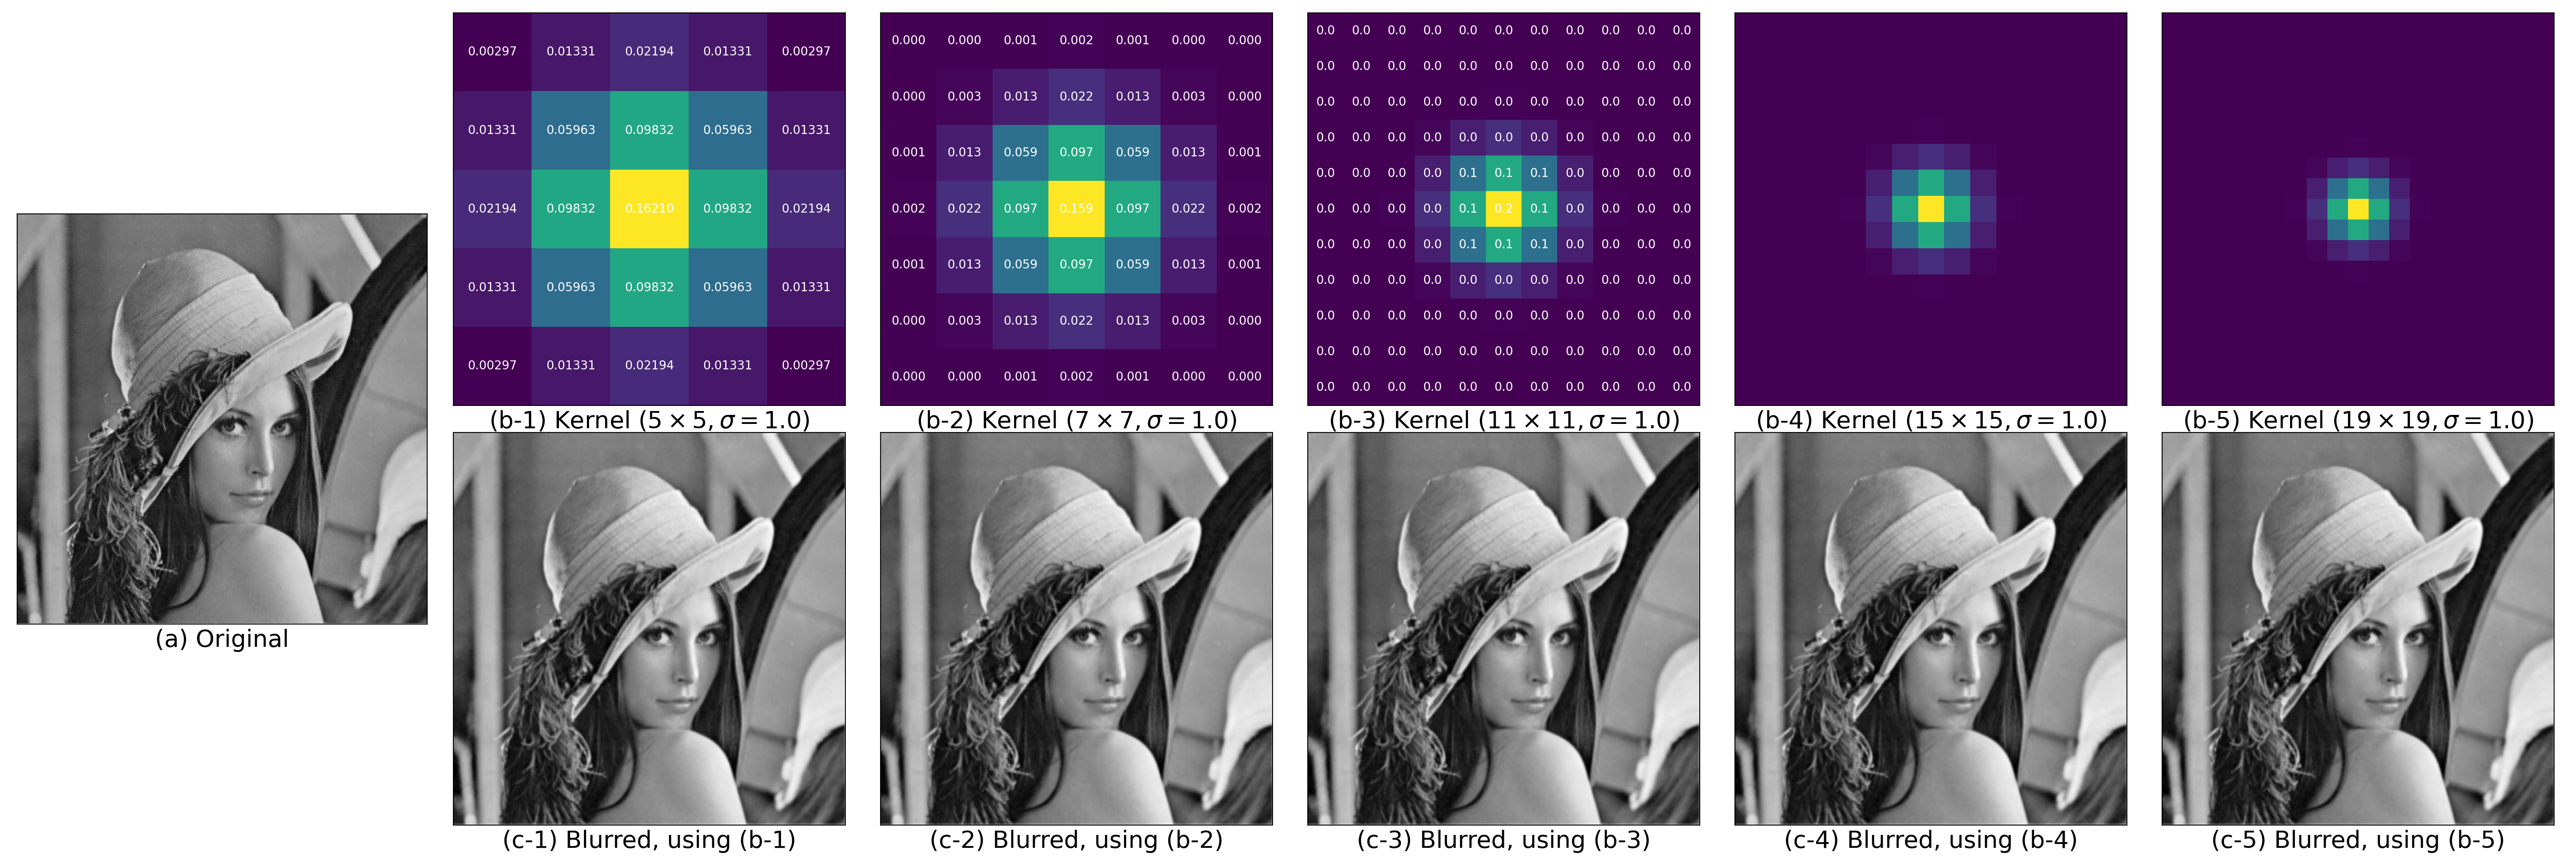 0.00297 0.01331 0.02194 0.01331 0.00297
0.01331 0.05963 0.09832 0.05963 0.01331
0.02194 0.09832 0.16210 0.09832 0.02194
0.01331 0.05963 0.09832 0.05963 0.01331
0.00297 0.01331 0.02194 0.01331 0.00297
(b-1) Kernel (5 × 5, σ = 1.0)
0.000 0.000 0.001 0.002 0.001 0.000 0.000
0.000 0.003 0.013 0.022 0.013 0.003 0.000
0.001 0.013 0.059 0.097 0.059 0.013 0.001
0.002 0.022 0.097 0.159 0.097 0.022 0.002
0.001 0.013 0.059 0.097 0.059 0.013 0.001
0.000 0.003 0.013 0.022 0.013 0.003 0.000
0.000 0.000 0.001 0.002 0.001 0.000 0.000
(b-2) Kernel (7 × 7, σ = 1.0)
0.0 0.0 0.0 0.0 0.0 0.0 0.0 0.0 0.0 0.0 0.0
0.0 0.0 0.0 0.0 0.0 0.0 0.0 0.0 0.0 0.0 0.0
0.0 0.0 0.0 0.0 0.0 0.0 0.0 0.0 0.0 0.0 0.0
0.0 0.0 0.0 0.0 0.0 0.0 0.0 0.0 0.0 0.0 0.0
0.0 0.0 0.0 0.0 0.1 0.1 0.1 0.0 0.0 0.0 0.0
0.0 0.0 0.0 0.0 0.1 0.2 0.1 0.0 0.0 0.0 0.0
0.0 0.0 0.0 0.0 0.1 0.1 0.1 0.0 0.0 0.0 0.0
0.0 0.0 0.0 0.0 0.0 0.0 0.0 0.0 0.0 0.0 0.0
0.0 0.0 0.0 0.0 0.0 0.0 0.0 0.0 0.0 0.0 0.0
0.0 0.0 0.0 0.0 0.0 0.0 0.0 0.0 0.0 0.0 0.0
0.0 0.0 0.0 0.0 0.0 0.0 0.0 0.0 0.0 0.0 0.0
(b-3) Kernel (11 × 11, σ = 1.0)
(b-4) Kernel (15 × 15, σ = 1.0)
(b-5) Kernel (19 × 19, σ = 1.0)
(a) Original
(c-1) Blurred, using (b-1)
(c-2) Blurred, using (b-2)
(c-3) Blurred, using (b-3)
(c-4) Blurred, using (b-4)
(c-5) Blurred, using (b-5)